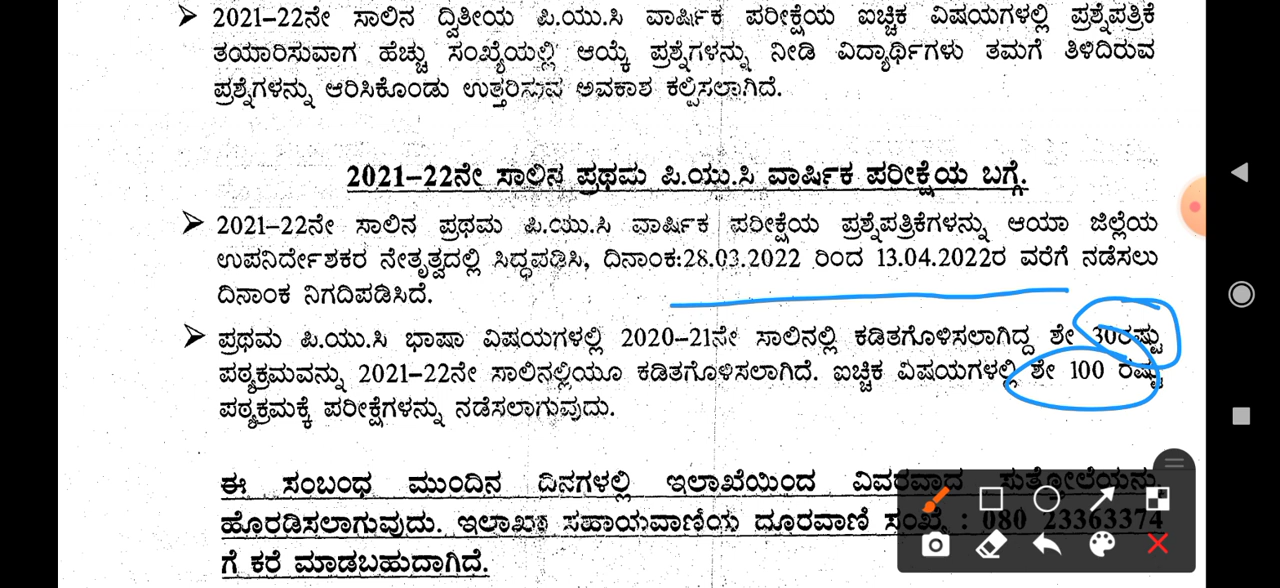 ➤ 2021–22ನೇ ಸಾಲಿನ ದ್ವಿತೀಯ ಪಿ.ಯು.ಸಿ ವಾರ್ಷಿಕ ಪರೀಕ್ಷೆಯ ಐಚ್ಚಿಕ ವಿಷಯಗಳಲ್ಲಿ ಪ್ರಶ್ನೆಪತ್ರಿಕೆ
ತಯಾರಿಸುವಾಗ ಹೆಚ್ಚು ಸಂಖ್ಯೆಯಲ್ಲಿ ಆಯ್ಕೆ ಪ್ರಶ್ನೆಗಳನ್ನು ನೀಡಿ ವಿದ್ಯಾರ್ಥಿಗಳು ತಮಗೆ ತಿಳಿದಿರುವ
ಪ್ರಶ್ನೆಗಳನ್ನು ಆರಿಸಿಕೊಂಡು ಉತ್ತರಿಸುವ ಅವಕಾಶ ಕಲ್ಪಿಸಲಾಗಿದೆ.
2021–22ನೇ ಸಾಲಿನ ಪ್ರಥಮ ಪಿ.ಯು.ಸಿ ವಾರ್ಷಿಕ ಪರೀಕ್ಷೆಯ ಬಗ್ಗೆ.
➤ 2021–22ನೇ ಸಾಲಿನ ಪ್ರಥಮ ಪಿ.ಯು.ಸಿ ವಾರ್ಷಿಕ ಪರೀಕ್ಷೆಯ ಪ್ರಶ್ನೆಪತ್ರಿಕೆಗಳನ್ನು ಆಯಾ ಜಿಲ್ಲೆಯ
ಉಪನಿರ್ದೇಶಕರ ನೇತೃತ್ವದಲ್ಲಿ ಸಿದ್ಧಪಡಿಸಿ, ದಿನಾಂಕ:28.03.2022 ರಿಂದ 13.04.2022ರ ವರೆಗೆ ನಡೆಸಲು
ದಿನಾಂಕ ನಿಗದಿಪಡಿಸಿದೆ.
➤ ಪ್ರಥಮ ಪಿ.ಯು.ಸಿ ಭಾಷಾ ವಿಷಯಗಳಲ್ಲಿ 2020–21ನೇ ಸಾಲಿನಲ್ಲಿ ಕಡಿತಗೊಳಿಸಲಾಗಿದ್ದ ಶೇ 30ರಷ್ಟು
ಪಠ್ಯಕ್ರಮವನ್ನು 2021–22ನೇ ಸಾಲಿನಲ್ಲಿಯೂ ಕಡಿತಗೊಳಿಸಲಾಗಿದೆ. ಐಚ್ಚಿಕ ವಿಷಯಗಳಲ್ಲಿ ಶೇ 100 ರಷ್ಟು
ಪಠ್ಯಕ್ರಮಕ್ಕೆ ಪರೀಕ್ಷೆಗಳನ್ನು ನಡೆಸಲಾಗುವುದು.
ಈ ಸಂಬಂಧ ಮುಂದಿನ ದಿನಗಳಲ್ಲಿ ಇಲಾಖೆಯಿಂದ ವಿವರವಾದ ಸುತ್ತೋಲೆಯನ್ನು
ಹೊರಡಿಸಲಾಗುವುದು. ಇಲಾಖಾ ಸಹಾಯವಾಣಿಯ ದೂರವಾಣಿ ಸಂಖ್ಯೆ : 080 23363374
ಗೆ ಕರೆ ಮಾಡಬಹುದಾಗಿದೆ.